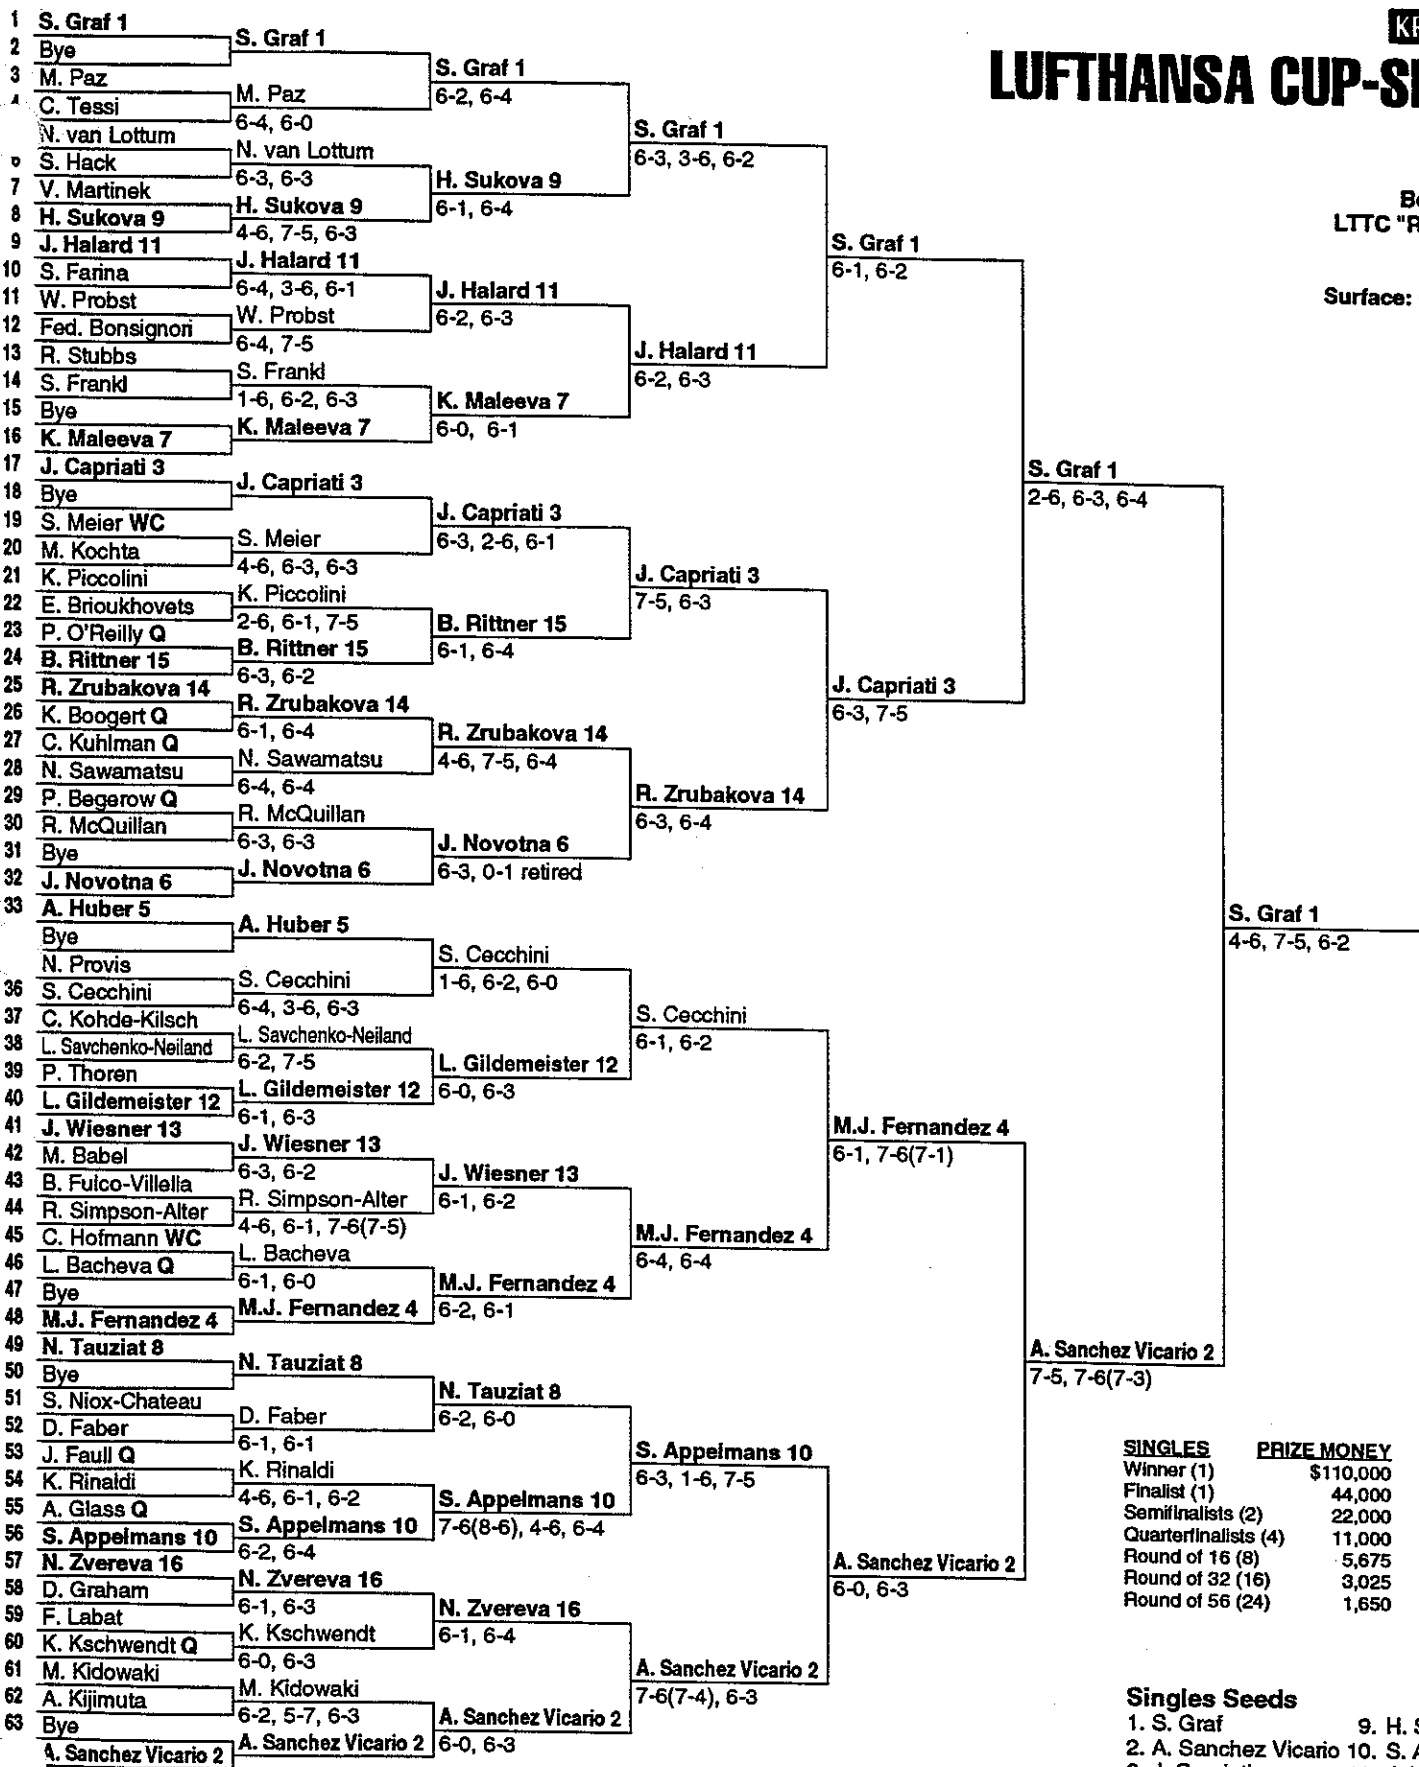 1 S. Graf 1
2 Bye
3 M. Paz
4 C. Tessi
N. van Lottum
6 S. Hack
7 V. Martinek
8 H. Sukova 9
9 J. Halard 11
10 S. Farina
11 W. Probst
12 Fed. Bonsignori
13 R. Stubbs
14 S. Frankl
15 Bye
16 K. Maleeva 7
17 J. Capriati 3
18 Bye
19 S. Meier WC
20 M. Kochta
21 K. Piccolini
22 E. Brioukhovets
23 P. O'Reilly Q
24 B. Rittner 15
25 R. Zrubakova 14
26 K. Boogert Q
27 C. Kuhlman Q
28 N. Sawamatsu
29 P. Begerow Q
30 R. McQuillan
31 Bye
32 J. Novotna 6
33 A. Huber 5
Bye
N. Provis
36 S. Cecchini
37 C. Kohde-Kilsch
38 L. Savchenko-Neiland
39 P. Thoren
40 L. Gildemeister 12
41 J. Wiesner 13
42 M. Babel
43 B. Fulco-Villella
44 R. Simpson-Alter
45 C. Hofmann WC
46 L. Bacheva Q
47 Bye
48 M.J. Fernandez 4
49 N. Tauziat 8
50 Bye
51 S. Niox-Chateau
52 D. Faber
53 J. Faull Q
54 K. Rinaldi
55 A. Glass Q
56 S. Appelmans 10
57 N. Zvereva 16
58 D. Graham
59 F. Labat
60 K. Kschwendt Q
61 M. Kidowaki
62 A. Kijimuta
63 Bye
A. Sanchez Vicario 2
S. Graf 1
M. Paz
6-4, 6-0
N. van Lottum
6-3, 6-3
H. Sukova 9
4-6, 7-5, 6-3
J. Halard 11
6-4, 3-6, 6-1
W. Probst
6-4, 7-5
S. Frankl
1-6, 6-2, 6-3
K. Maleeva 7
J. Capriati 3
S. Meier
4-6, 6-3, 6-3
K. Piccolini
2-6, 6-1, 7-5
B. Rittner 15
6-3, 6-2
R. Zrubakova 14
6-1, 6-4
N. Sawamatsu
6-4, 6-4
R. McQuillan
6-3, 6-3
J. Novotna 6
A. Huber 5
S. Cecchini
6-4, 3-6, 6-3
L. Savchenko-Neiland
6-2, 7-5
L. Gildemeister 12
6-1, 6-3
J. Wiesner 13
6-3, 6-2
R. Simpson-Alter
4-6, 6-1, 7-6(7-5)
L. Bacheva
6-1, 6-0
M.J. Fernandez 4
N. Tauziat 8
D. Faber
6-1, 6-1
K. Rinaldi
4-6, 6-1, 6-2
S. Appelmans 10
6-2, 6-4
N. Zvereva 16
6-1, 6-3
K. Kschwendt
6-0, 6-3
M. Kidowaki
6-2, 5-7, 6-3
A. Sanchez Vicario 2
S. Graf 1
6-2, 6-4
H. Sukova 9
6-1, 6-4
J. Halard 11
6-2, 6-3
K. Maleeva 7
6-0, 6-1
J. Capriati 3
6-3, 2-6, 6-1
B. Rittner 15
6-1, 6-4
R. Zrubakova 14
4-6, 7-5, 6-4
J. Novotna 6
6-3, 0-1 retired
S. Cecchini
1-6, 6-2, 6-0
L. Gildemeister 12
6-0, 6-3
J. Wiesner 13
6-1, 6-2
M.J. Fernandez 4
6-2, 6-1
N. Tauziat 8
6-2, 6-0
S. Appelmans 10
7-6(8-6), 4-6, 6-4
N. Zvereva 16
6-1, 6-4
A. Sanchez Vicario 2
6-0, 6-3
S. Graf 1
6-3, 3-6, 6-2
J. Halard 11
6-2, 6-3
J. Capriati 3
7-5, 6-3
R. Zrubakova 14
6-3, 6-4
S. Cecchini
6-1, 6-2
M.J. Fernandez 4
6-4, 6-4
S. Appelmans 10
6-3, 1-6, 7-5
A. Sanchez Vicario 2
7-6(7-4), 6-3
S. Graf 1
6-1, 6-2
J. Capriati 3
6-3, 7-5
M.J. Fernandez 4
6-1, 7-6(7-1)
A. Sanchez Vicario 2
6-0, 6-3
S. Graf 1
2-6, 6-3, 6-4
A. Sanchez Vicario 2
7-5, 7-6(7-3)
S. Graf 1
4-6, 7-5, 6-2
LUFTHANSA CUP-
LTTC "R
Surface:
SINGLES PRIZE MONEY
Winner (1) $110,000
Finalist (1) 44,000
Semifinalists (2) 22,000
Quarterfinalists (4) 11,000
Round of 16 (8) 5,675
Round of 32 (16) 3,025
Round of 56 (24) 1,650
Singles Seeds
1. S. Graf 9. H. S
2. A. Sanchez Vicario 10. S. A